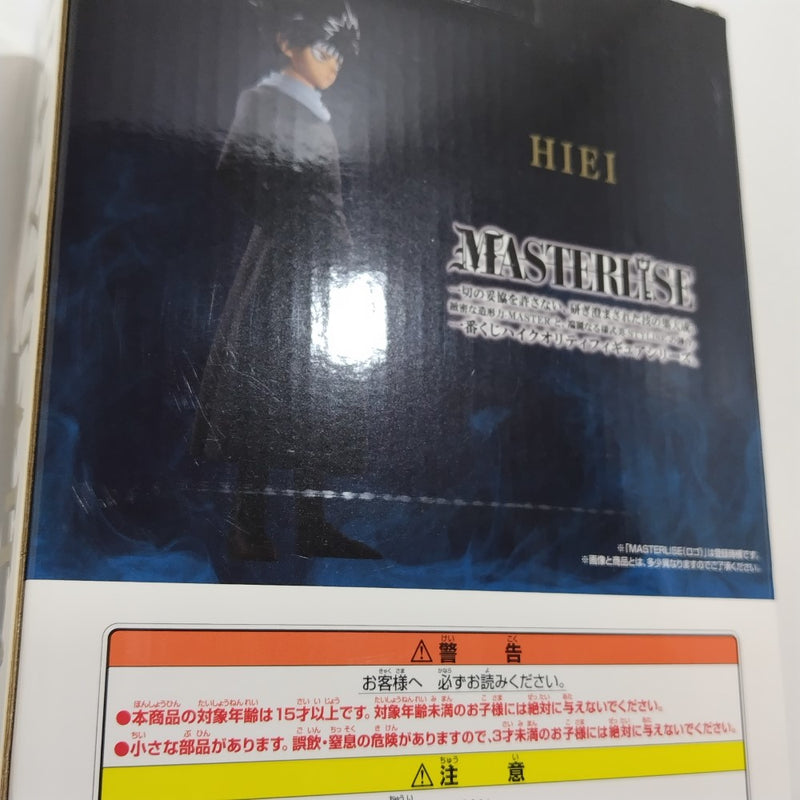 HIEI
MASTERLISE
一切の妥協を許さない、研ぎ澄まされた技の集大成
緻密な造形力
一番くじハイクオリティフィギュアシリーズ。
※「MASTERLISE(ロゴ)」は登録商標です。
※画像と商品とは、多少異なりますのでご了承ください。
⚠警告
お客様へ 必ずお読みください。
●本商品の対象年齢は15才以上です。対象年齢未満のお子様には絶対に与えないでください。
●小さな部品があります。誤飲・窒息の危険がありますので、3才未満のお子様には絶対に与えないでください。
⚠注意